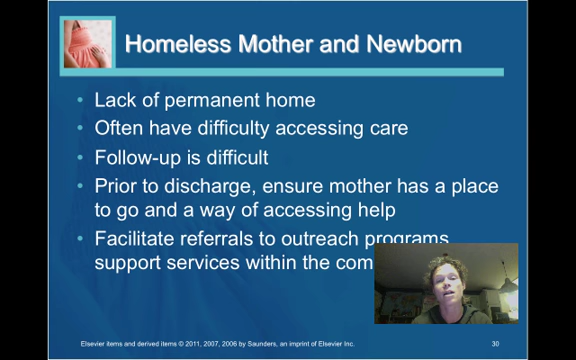 Homeless Mother and Newborn
• Lack of permanent home
• Often have difficulty accessing care
• Follow-up is difficult
• Prior to discharge, ensure mother has a place
to go and a way of accessing help
• Facilitate referrals to outreach programs
support services within the com
Elsevier items and derived items © 2011, 2007, 2006 by Saunders, an imprint of Elsevier Inc.
30